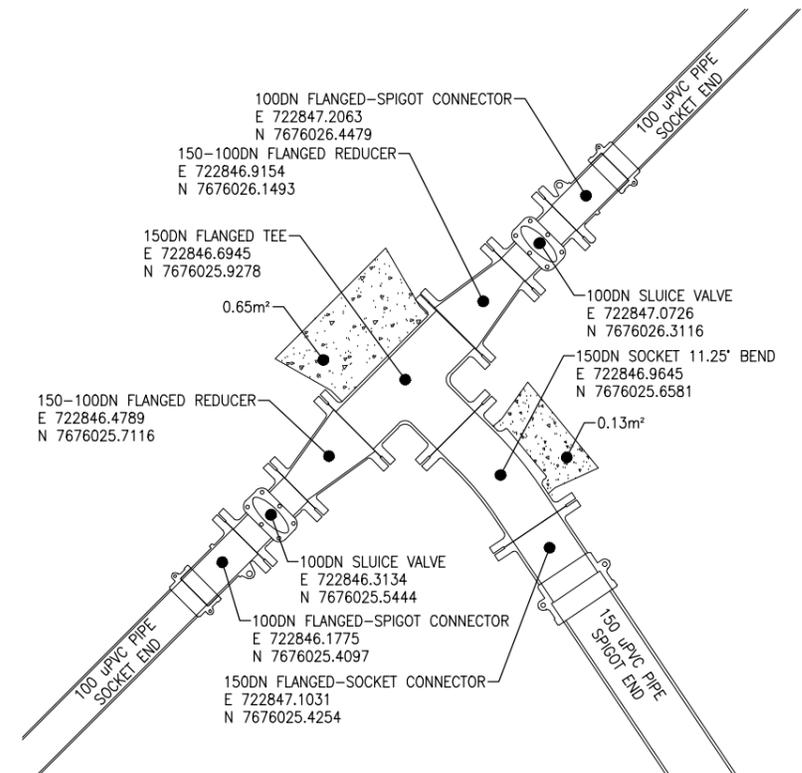 100 uPVC PIPE
SOCKET END
100DN FLANGED-SPIGOT CONNECTOR
E 722847.2063
N 7676026.4479
150-100DN FLANGED REDUCER
E 722846.9154
N 7676026.1493
150DN FLANGED TEE
E 722846.6945
N 7676025.9278
0.65m²
100DN SLUICE VALVE
E 722847.0726
N 7676026.3116
150DN SOCKET 11.25° BEND
E 722846.9645
N 7676025.6581
0.13m²
150-100DN FLANGED REDUCER
E 722846.4789
N 7676025.7116
100DN SLUICE VALVE
E 722846.3134
N 7676025.5444
100DN FLANGED-SPIGOT CONNECTOR
E 722846.1775
N 7676025.4097
150DN FLANGED-SOCKET CONNECTOR
E 722847.1031
N 7676025.4254
100 uPVC PIPE
SOCKET END
150 uPVC PIPE
SPIGOT END